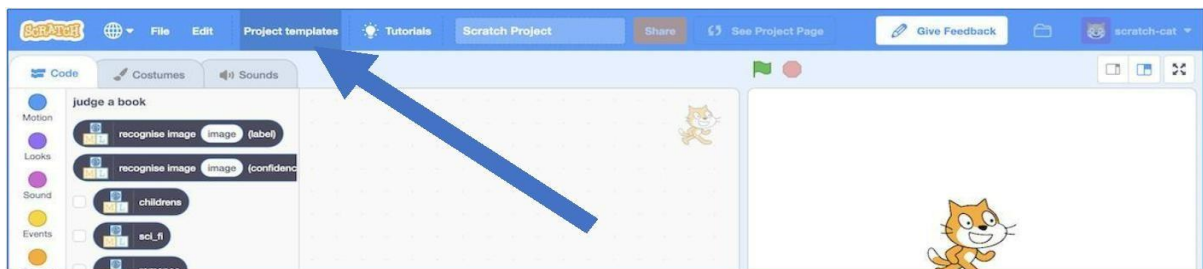 SCRATCH File Edit Project templates Tutorials Scratch Project Share See Project Page Give Feedback scratch-cat
Code Costumes Sounds
Motion
Looks
Sound
Events
judge a book
recognise image image (label)
recognise image image (confidenc
childrens
sci_fi